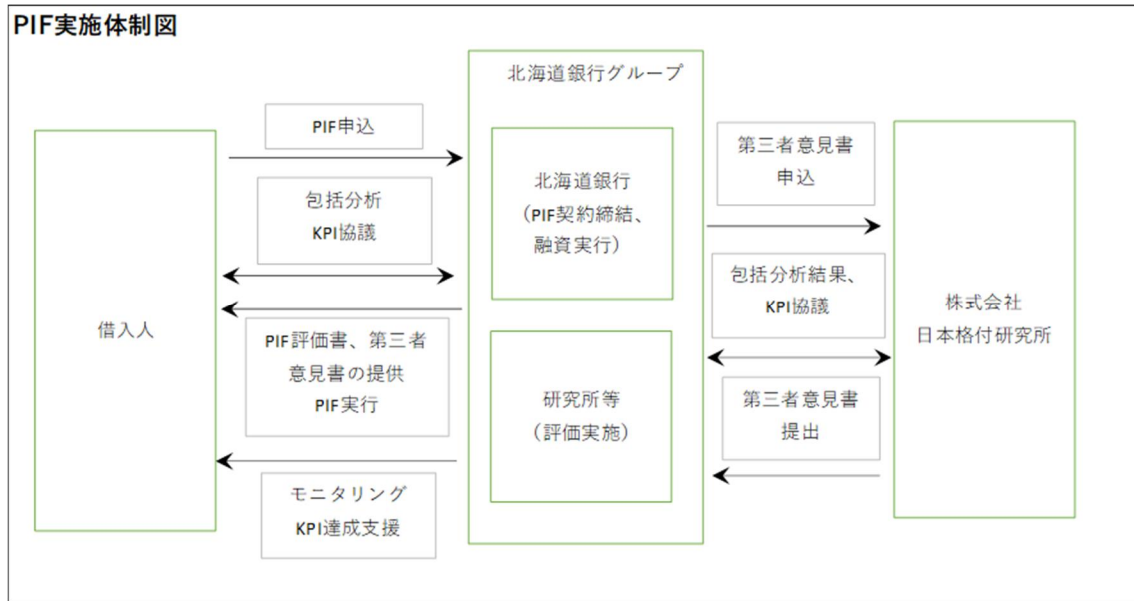 PIF実施体制図
北海道銀行グループ
PIF申込
包括分析
KPI協議
借入人
PIF評価書、第三者
意見書の提供
PIF実行
モニタリング
KPI達成支援
北海道銀行
（PIF契約締結、
融資実行）
研究所等
（評価実施）
第三者意見書
申込
包括分析結果、
KPI協議
第三者意見書
提出
株式会社
日本格付研究所